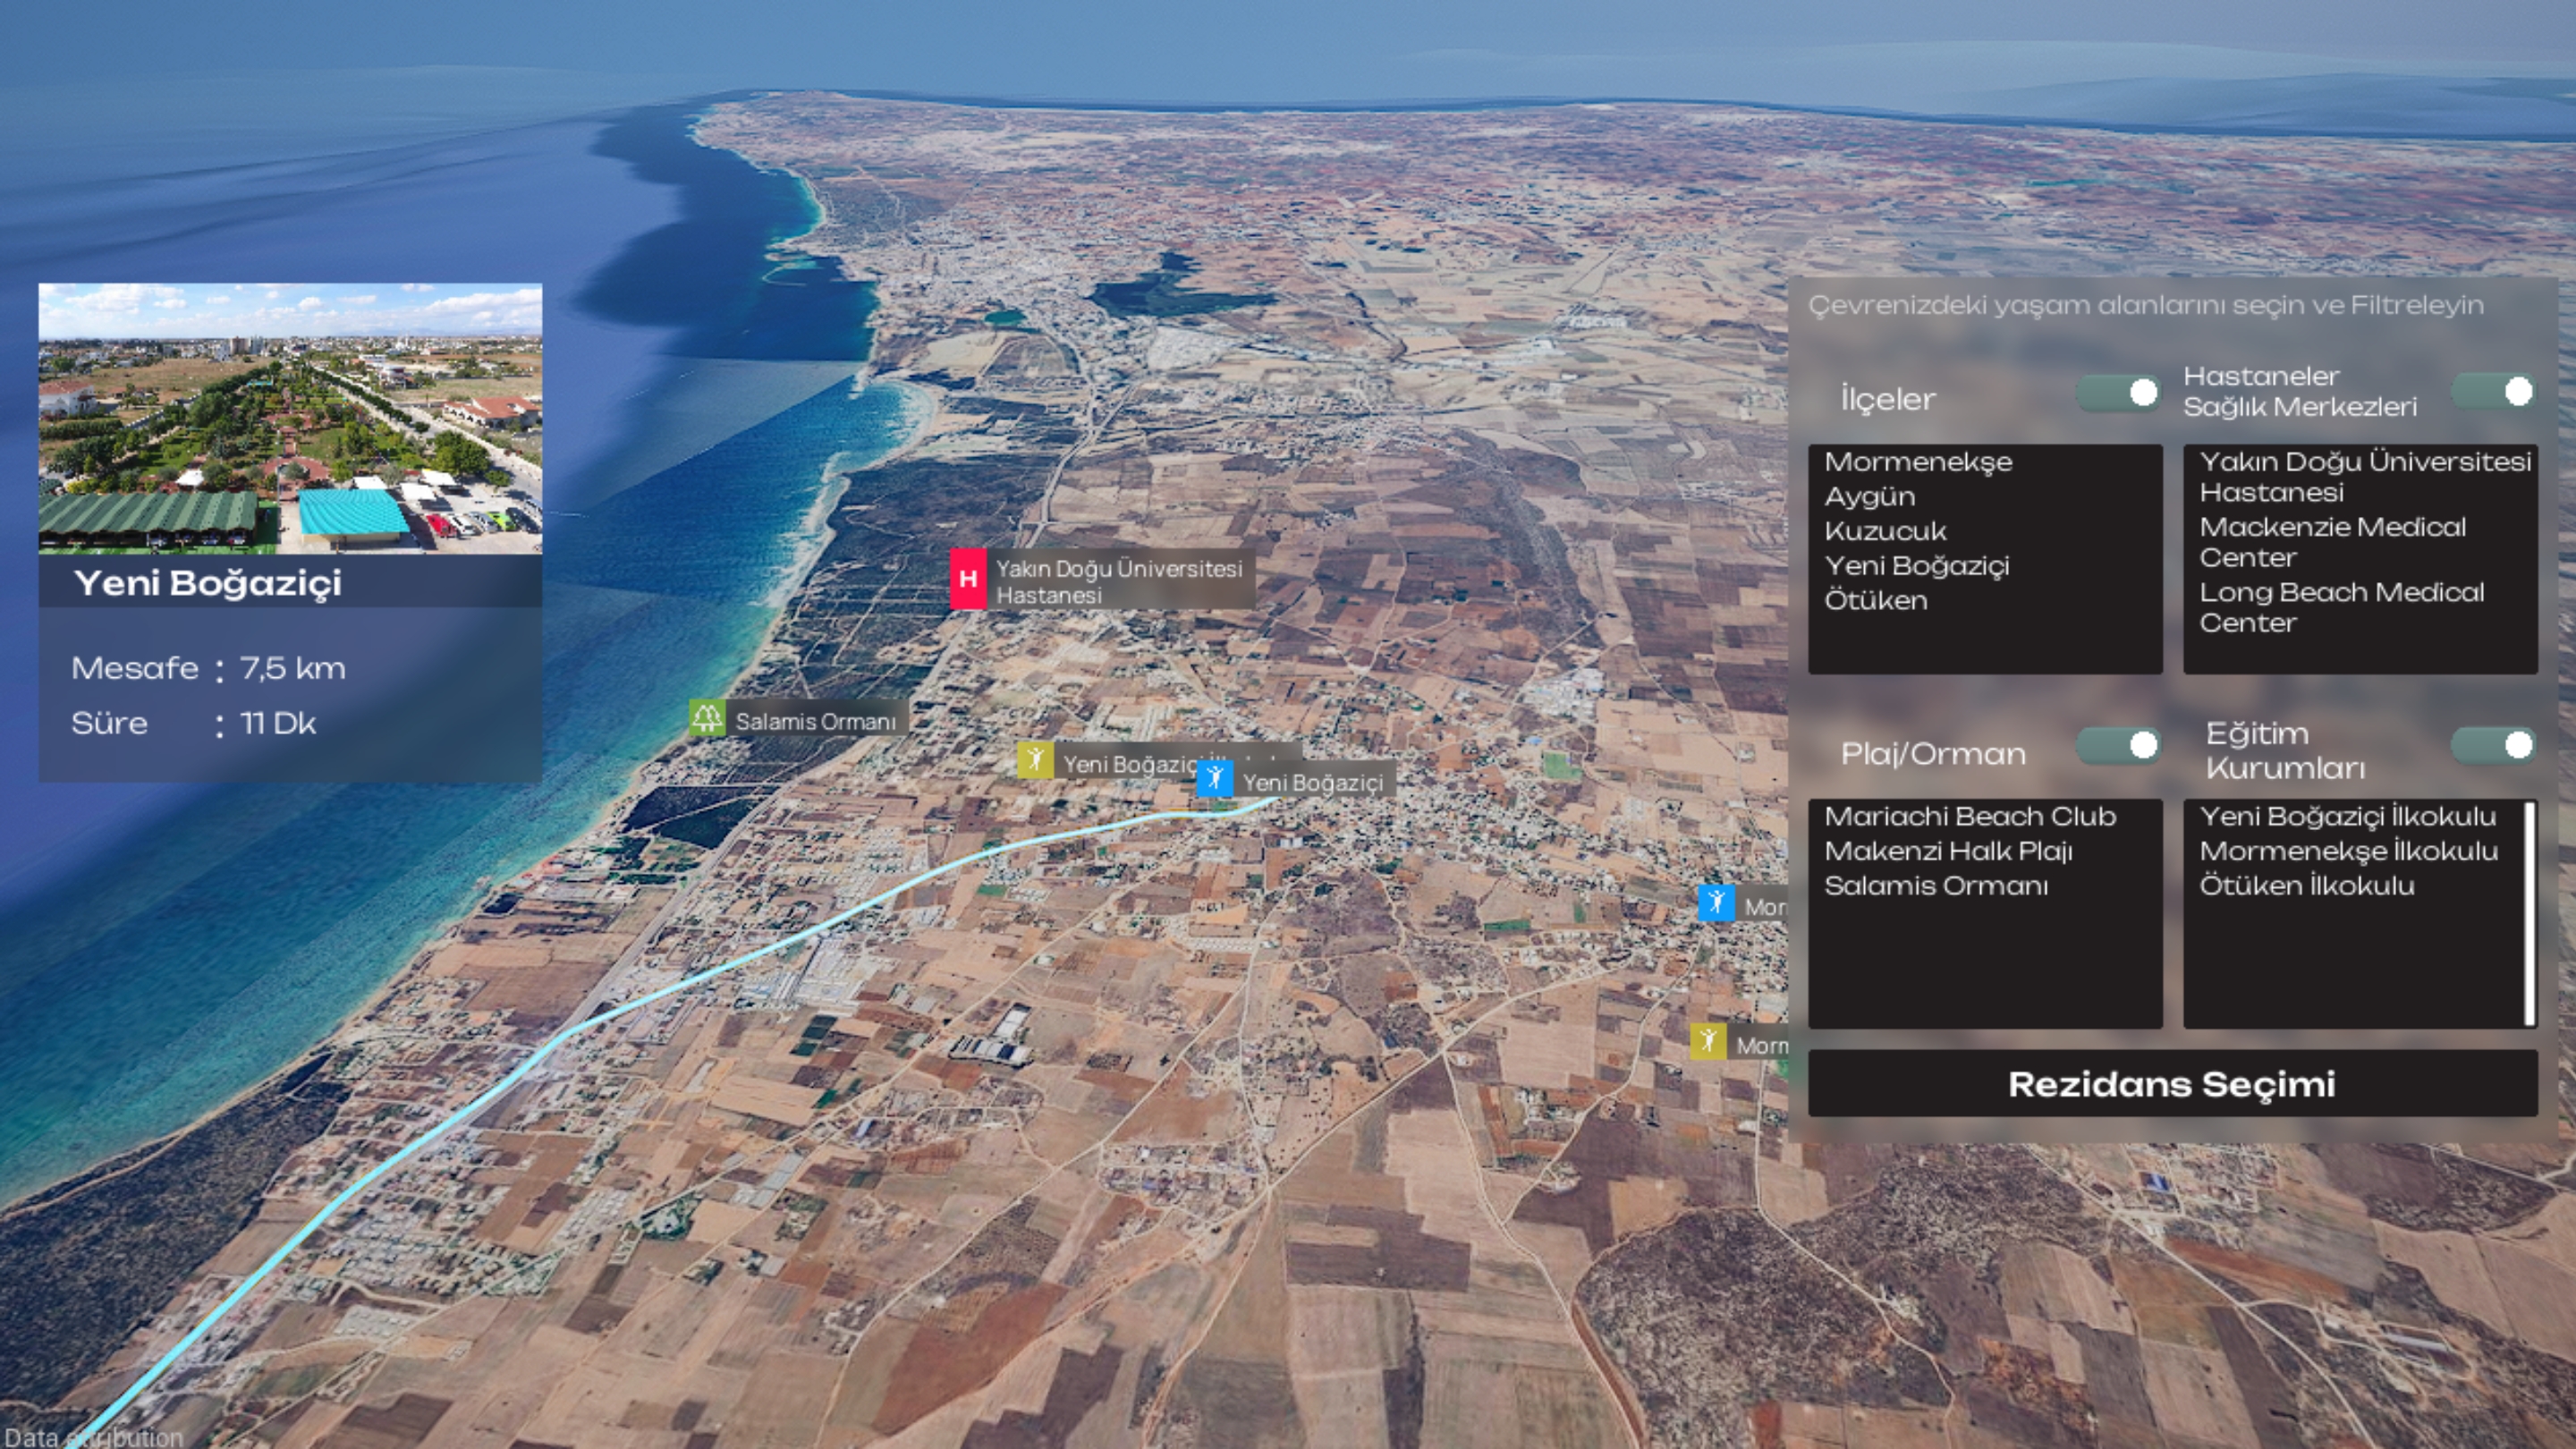 Çevrenizdeki yaşam alanlarını seçin ve Filtreleyin
İlçeler
Hastaneler
Sağlık Merkezleri
Mormenekşe
Aygün
Kuzucuk
Yeni Boğaziçi
Ötüken
Yakın Doğu Üniversitesi
Hastanesi
Mackenzie Medical
Center
Long Beach Medical
Center
Plaj/Orman
Eğitim
Kurumları
Mariachi Beach Club
Makenzi Halk Plajı
Salamis Ormanı
Yeni Boğaziçi İlkokulu
Mormenekşe İlkokulu
Ötüken İlkokulu
Rezidans Seçimi
Yeni Boğaziçi
Mesafe : 7,5 km
Süre : 11 Dk
H
Yakın Doğu Üniversitesi
Hastanesi
Salamis Ormanı
Yeni
Yeni Boğaziçi
Data attribution